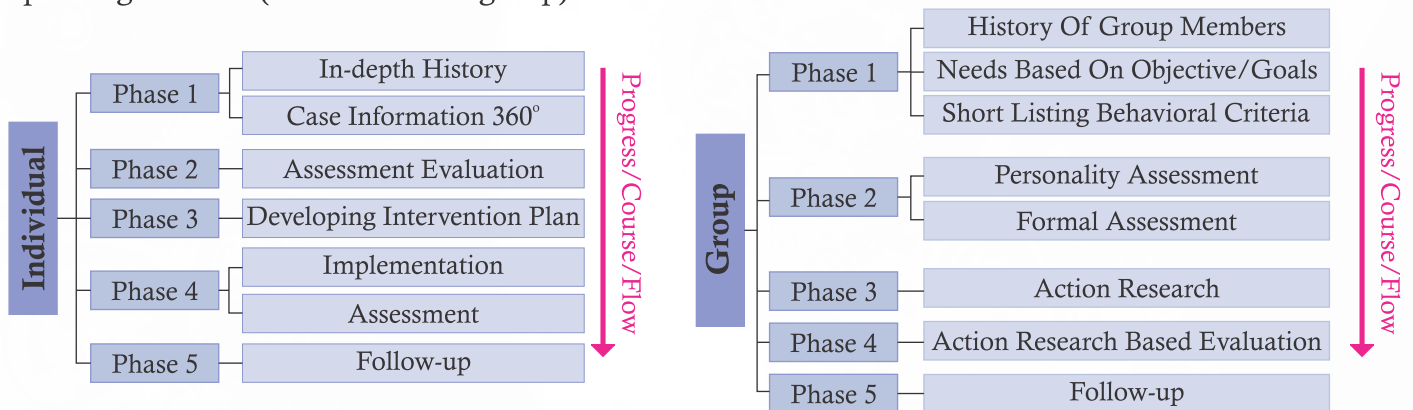 Individual
Phase 1
In-depth History
Case Information 360°
Phase 2
Assessment Evaluation
Phase 3
Developing Intervention Plan
Phase 4
Implementation
Assessment
Phase 5
Follow-up
Progress/Course/Flow
Group
Phase 1
History Of Group Members
Needs Based On Objective/Goals
Short Listing Behavioral Criteria
Phase 2
Personality Assessment
Formal Assessment
Phase 3
Action Research
Phase 4
Action Research Based Evaluation
Phase 5
Follow-up
Progress/Course/Flow